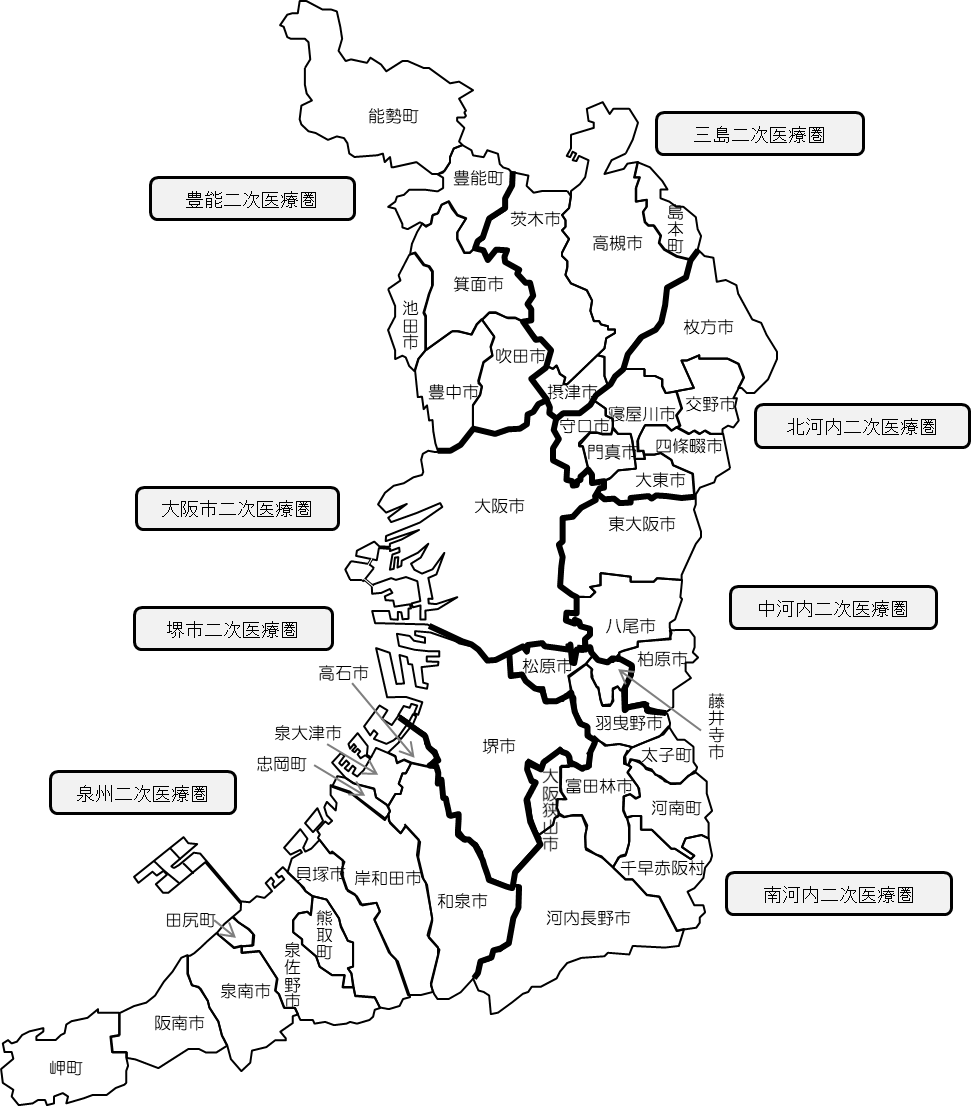 能勢町
三島二次医療圏
豊能町
豊能二次医療圏
茨木市
島本町
高槻市
箕面市
池田市
枚方市
吹田市
豊中市
摂津市
交野市
寝屋川市
守口市
北河内二次医療圏
四條畷市
門真市
大東市
大阪市二次医療圏
大阪市
東大阪市
中河内二次医療圏
八尾市
堺市二次医療圏
柏原市
松原市
高石市
藤井寺市
羽曳野市
泉大津市
堺市
太子町
忠岡町
大阪狭山市
富田林市
泉州二次医療圏
河南町
千早赤阪村
貝塚市
岸和田市
和泉市
南河内二次医療圏
田尻町
熊取町
河内長野市
泉佐野市
泉南市
阪南市
岬町